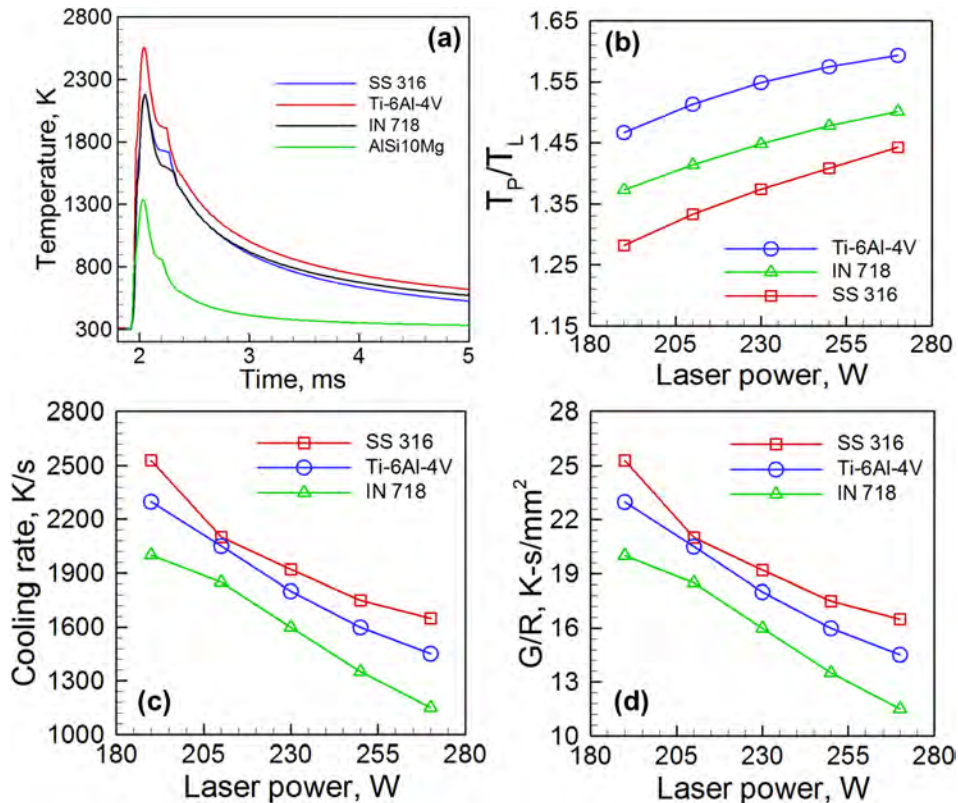 (a)
2800
2300
1800
1300
800
300
Temperature, K
SS 316
Ti-6Al-4V
IN 718
AlSi10Mg
2
3
4
5
Time, ms
(b)
1.65
1.55
1.45
1.35
1.25
1.15
T_P/T_L
Ti-6Al-4V
IN 718
SS 316
180
205
230
255
280
Laser power, W
2800
2500
2200
1900
1600
1300
1000
Cooling rate, K/s
SS 316
Ti-6Al-4V
IN 718
(c)
180
205
230
255
280
Laser power, W
28
25
22
19
16
13
10
G/R, K-s/mm²
SS 316
Ti-6Al-4V
IN 718
(d)
180
205
230
255
280
Laser power, W